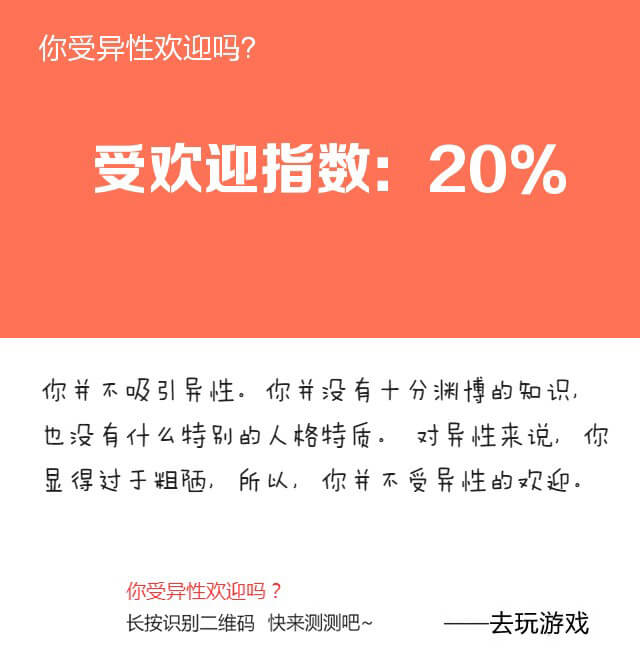 你受异性欢迎吗?
受欢迎指数：20%
你并不吸引异性。你并没有十分渊博的知识,
也没有什么特别的人格特质。 对异性来说, 你
显得过于粗陋, 所以, 你并不受异性的欢迎。
你受异性欢迎吗？
长按识别二维码 快来测测吧~
——去玩游戏